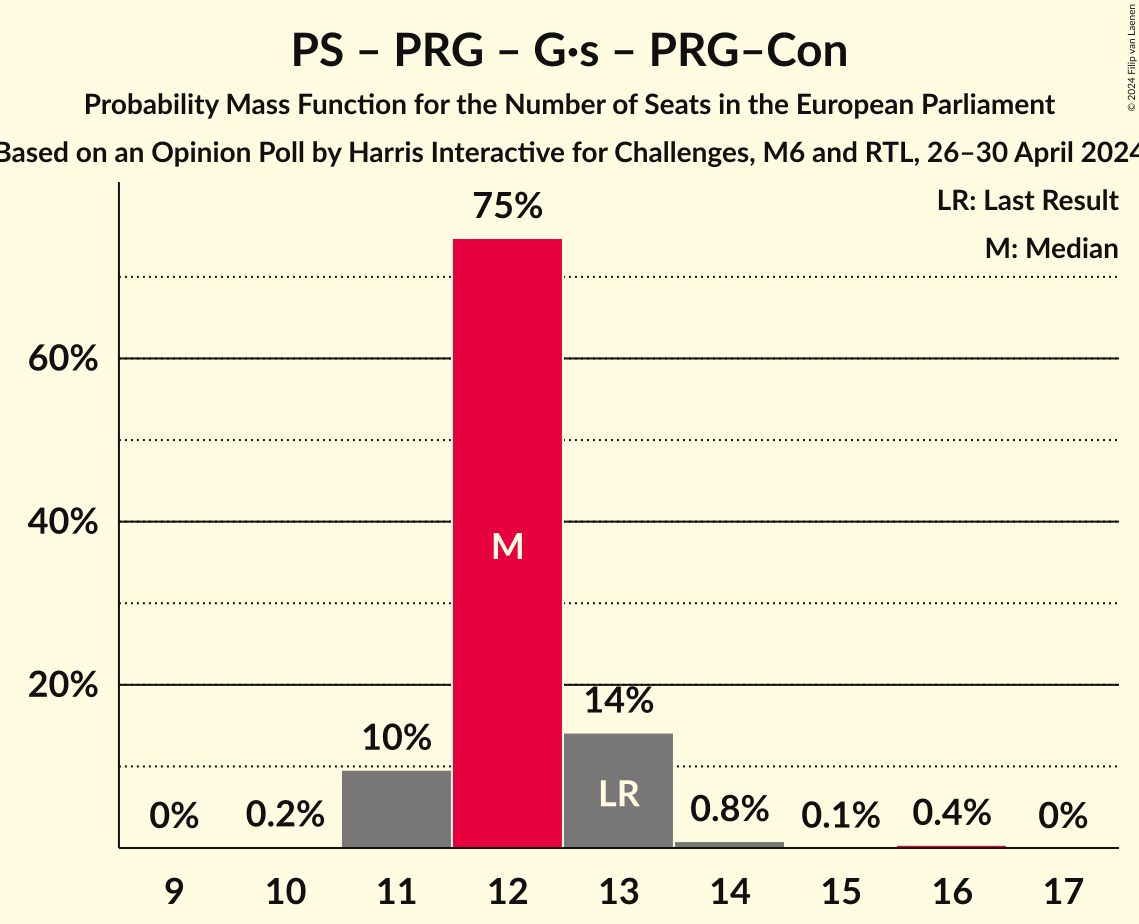 PS – PRG – G•s – PRG–Con
Probability Mass Function for the Number of Seats in the European Parliament
Based on an Opinion Poll by Harris Interactive for Challenges, M6 and RTL, 26–30 April 2024
© 2024 Filip van Laenen
LR: Last Result
M: Median
75%
60%
40%
M
20%
14%
10%
LR
0%
0.2%
0.8%
0.1%
0.4%
0%
9 10 11 12 13 14 15 16 17